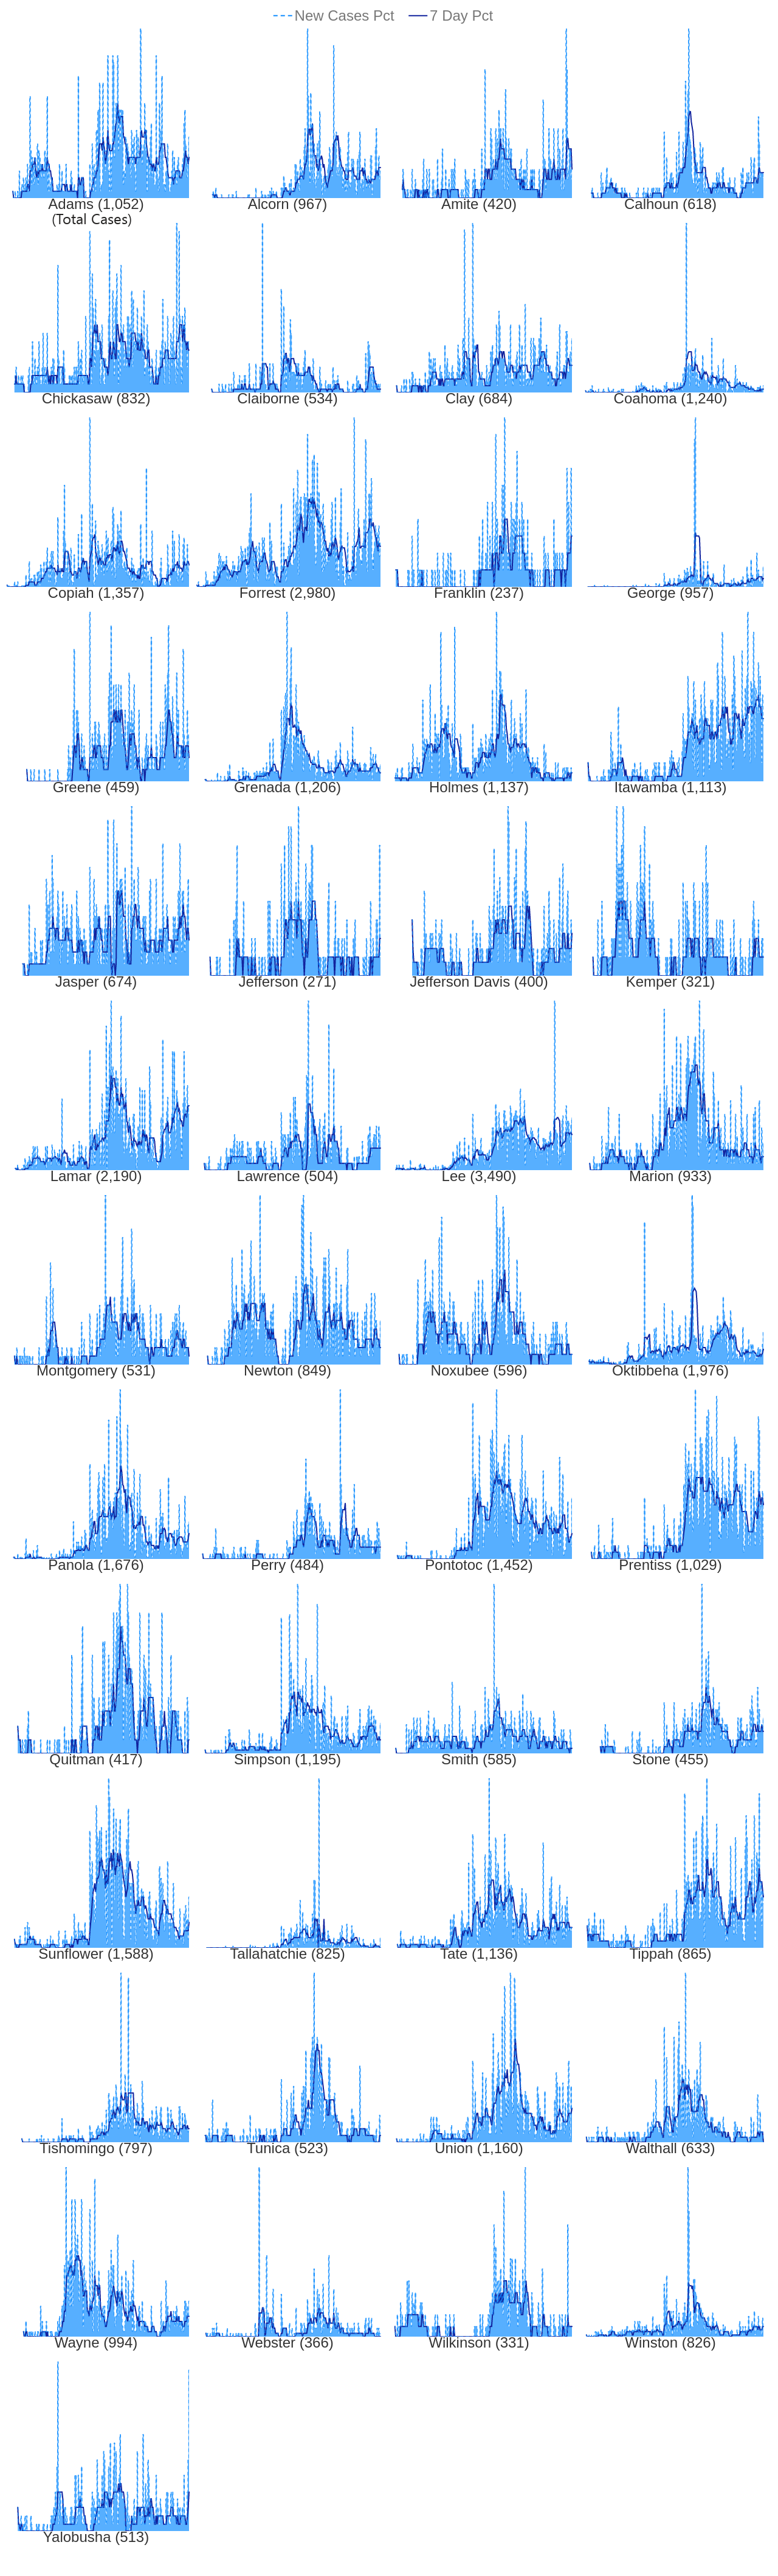 New Cases Pct 7 Day Pct
Adams (1,052) Alcorn (967) Amite (420) Calhoun (618)
(Total Cases)
Chickasaw (832) Claiborne (534) Clay (684) Coahoma (1,240)
Copiah (1,357) Forrest (2,980) Franklin (237) George (957)
Greene (459) Grenada (1,206) Holmes (1,137) Itawamba (1,113)
Jasper (674) Jefferson (271) Jefferson Davis (400) Kemper (321)
Lamar (2,190) Lawrence (504) Lee (3,490) Marion (933)
Montgomery (531) Newton (849) Noxubee (596) Oktibbeha (1,976)
Panola (1,676) Perry (484) Pontotoc (1,452) Prentiss (1,029)
Quitman (417) Simpson (1,195) Smith (585) Stone (455)
Sunflower (1,588) Tallahatchie (825) Tate (1,136) Tippah (865)
Tishomingo (797) Tunica (523) Union (1,160) Walthall (633)
Wayne (994) Webster (366) Wilkinson (331) Winston (826)
Yalobusha (513)